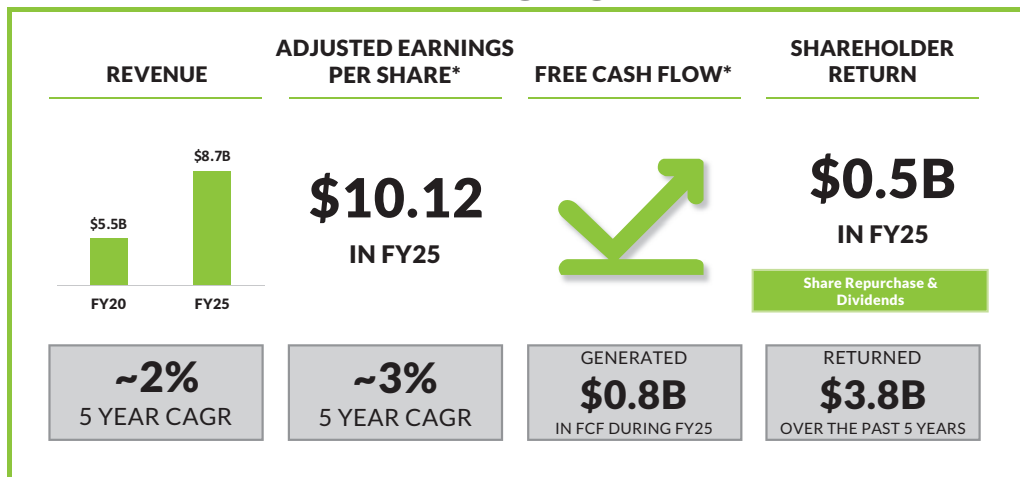 REVENUE
$8.7B
$5.5B
FY20
FY25
~2%
5 YEAR CAGR
ADJUSTED EARNINGS
PER SHARE*
$10.12
IN FY25
~3%
5 YEAR CAGR
FREE CASH FLOW*
GENERATED
$0.8B
IN FCF DURING FY25
SHAREHOLDER
RETURN
$0.5B
IN FY25
Share Repurchase &
Dividends
RETURNED
$3.8B
OVER THE PAST 5 YEARS